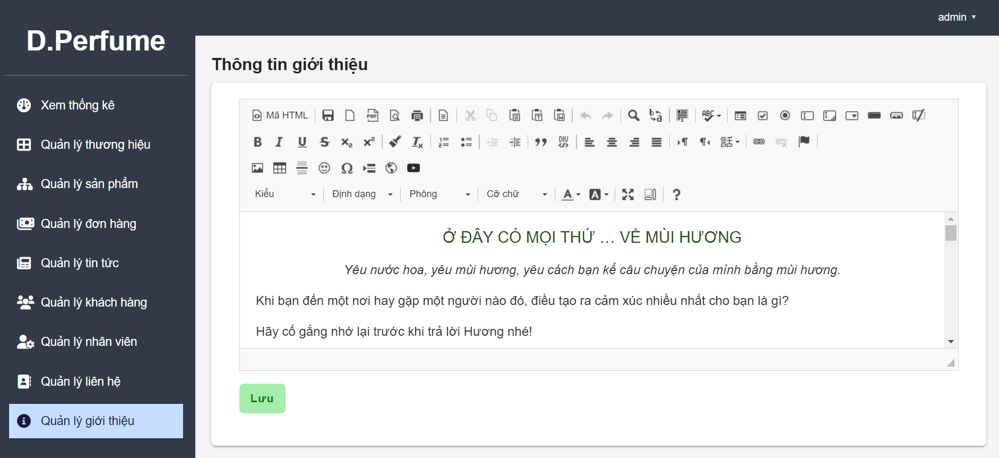 admin
D.Perfume
Thông tin giới thiệu
Xem thống kê
Quản lý thương hiệu
Quản lý sản phẩm
Quản lý đơn hàng
Quản lý tin tức
Quản lý khách hàng
Quản lý nhân viên
Quản lý liên hệ
Quản lý giới thiệu
Mã HTML
Kiểu Định dạng Phông Cỡ chữ
Ở ĐÂY CÓ MỌI THỨ … VỀ MÙI HƯƠNG
Yêu nước hoa, yêu mùi hương, yêu cách bạn kể câu chuyện của mình bằng mùi hương.
Khi bạn đến một nơi hay gặp một người nào đó, điều tạo ra cảm xúc nhiều nhất cho bạn là gì?
Hãy cố gắng nhớ lại trước khi trả lời Hương nhé!
Lưu